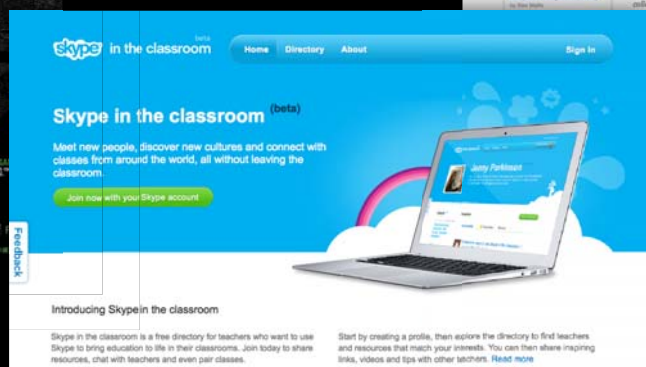 beta
skype in the classroom
Home Directory About Sign in
Skype in the classroom (beta)
Meet new people, discover new cultures and connect with
classes from around the world, all without leaving the
classroom.
Join now with your Skype account
Jony Parkinson
Feedback
Introducing Skype in the classroom
Skype in the classroom is a free directory for teachers who want to use
Skype to bring education to life in their classrooms. Join today to share
resources, chat with teachers and even pair classes.
Start by creating a profile, then explore the directory to find teachers
and resources that match your interests. You can then share inspiring
links, videos and tips with other teachers. Read more